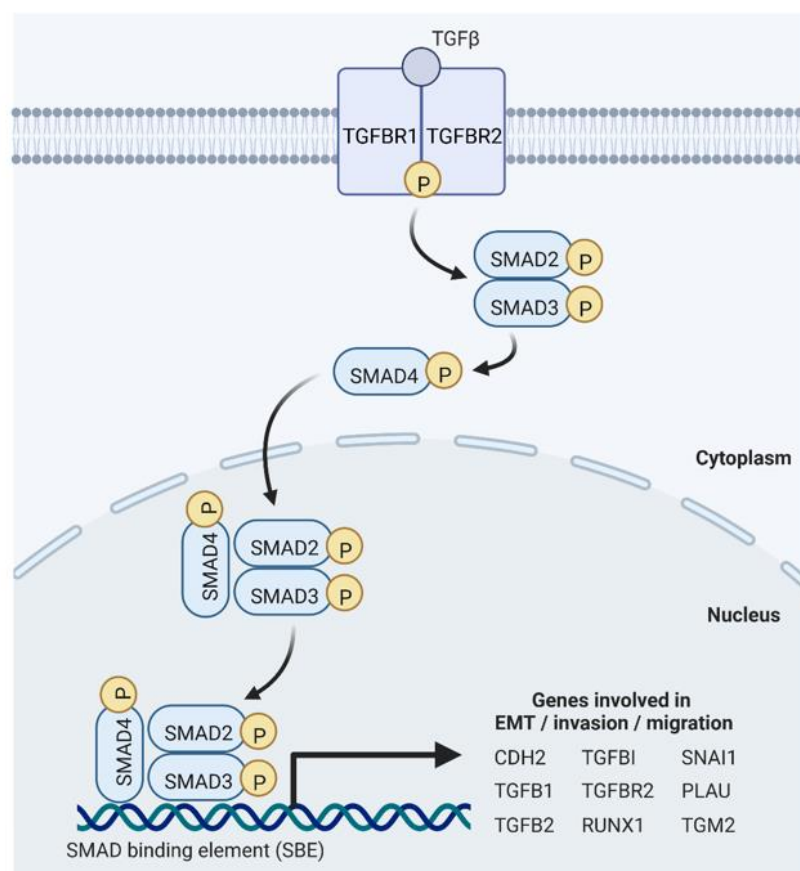 TGFβ
TGFBR1 TGFBR2
P
SMAD2 P
SMAD3 P
SMAD4 P
Cytoplasm
P
SMAD4
SMAD2 P
SMAD3 P
Nucleus
P
SMAD4
SMAD2 P
SMAD3 P
SMAD binding element (SBE)
Genes involved in
EMT / invasion / migration
CDH2 TGFBI SNAI1
TGFB1 TGFBR2 PLAU
TGFB2 RUNX1 TGM2